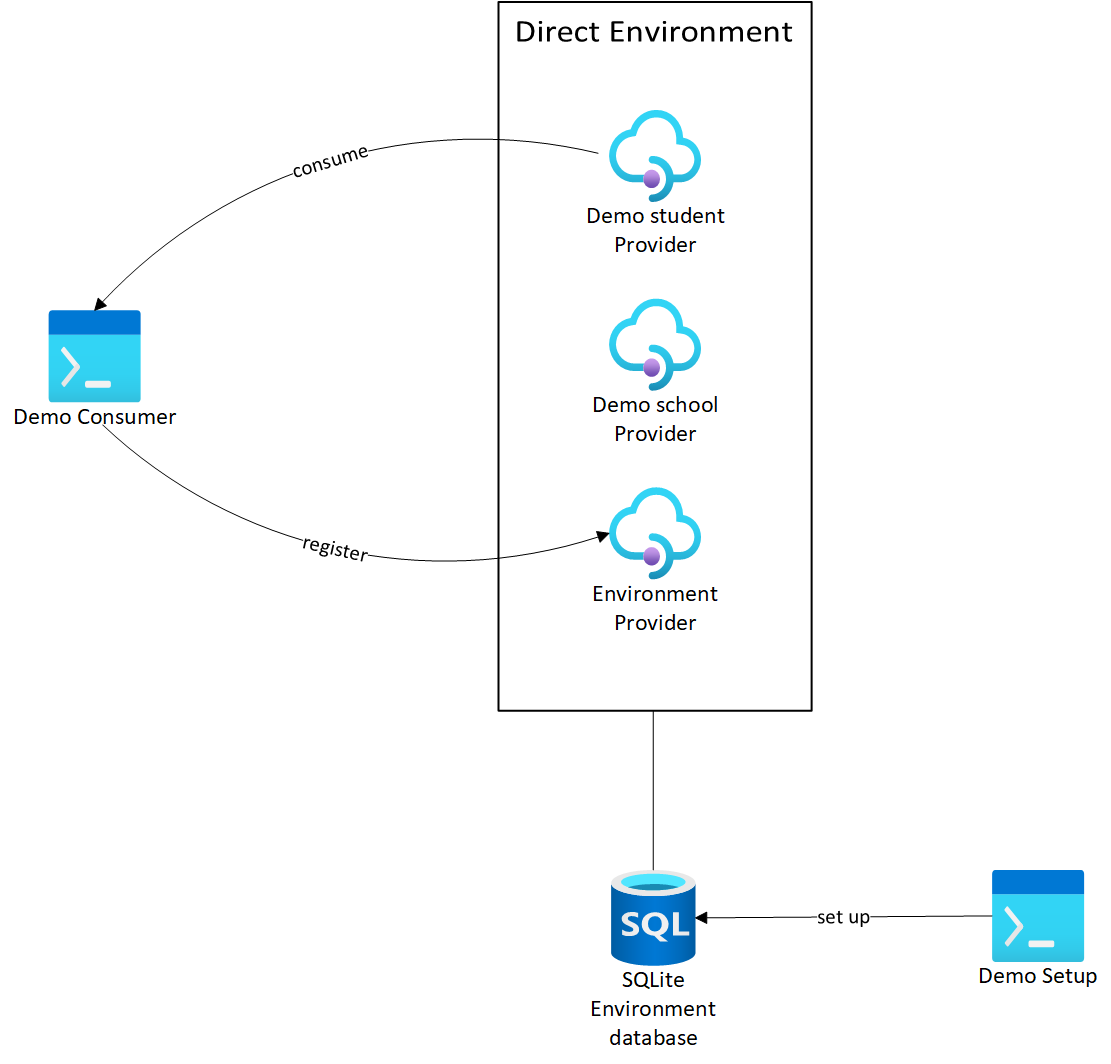 Direct Environment
consume
Demo student
Provider
Demo Consumer
Demo school
Provider
register
Environment
Provider
SQL
set up
SQLite
Environment
database
Demo Setup